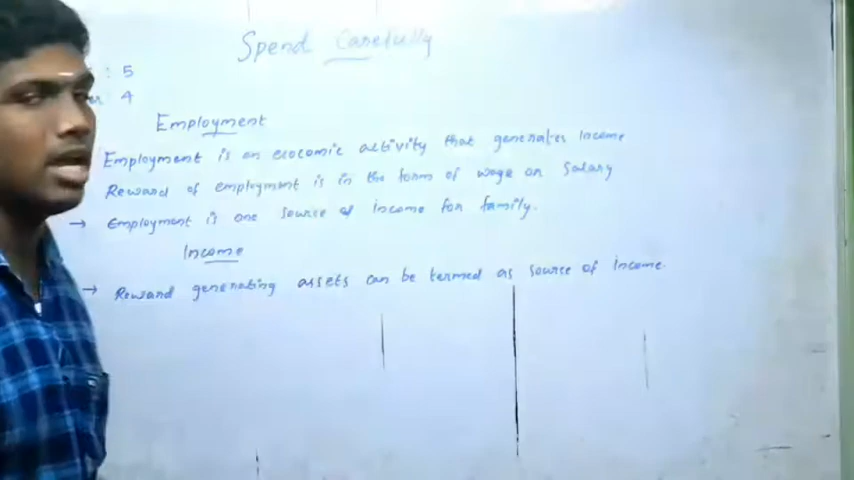 Spend Carefully
: 5
4
Employment
Employment is an ecocomic activity that generates Income
Reward of employment is in the form of wage on Salary
→ Employment is one source of income for family.
Income
→ Reward generating assets can be termed as source of income.